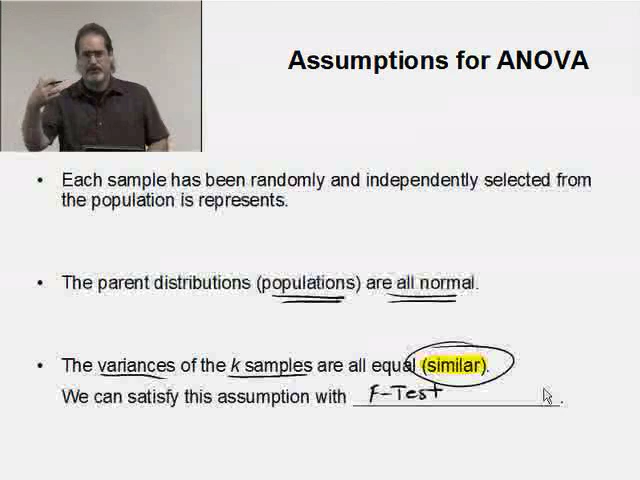 Assumptions for ANOVA
• Each sample has been randomly and independently selected from
the population is represents.
• The parent distributions (populations) are all normal.
• The variances of the k samples are all equal (similar).
We can satisfy this assumption with F-Test.